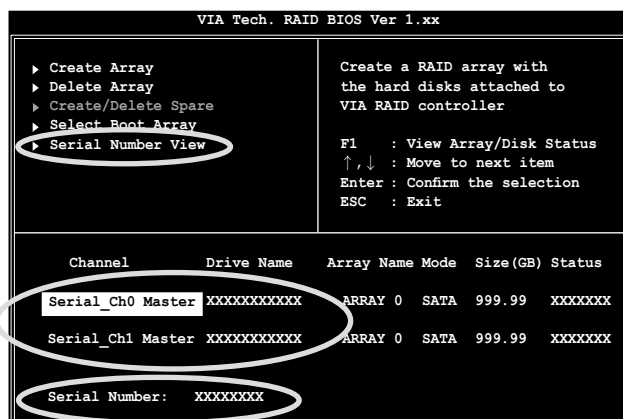 VIA Tech. RAID BIOS Ver 1.xx
Create Array
Delete Array
Create/Delete Spare
Select Boot Array
Serial Number View
Create a RAID array with
the hard disks attached to
VIA RAID controller
F1 : View Array/Disk Status
↑,↓ : Move to next item
Enter : Confirm the selection
ESC : Exit
Channel Drive Name Array Name Mode Size(GB) Status
Serial_Ch0 Master XXXXXXXXXXX ARRAY 0 SATA 999.99 XXXXXXX
Serial_Ch1 Master XXXXXXXXXXX ARRAY 0 SATA 999.99 XXXXXXX
Serial Number: XXXXXXXX